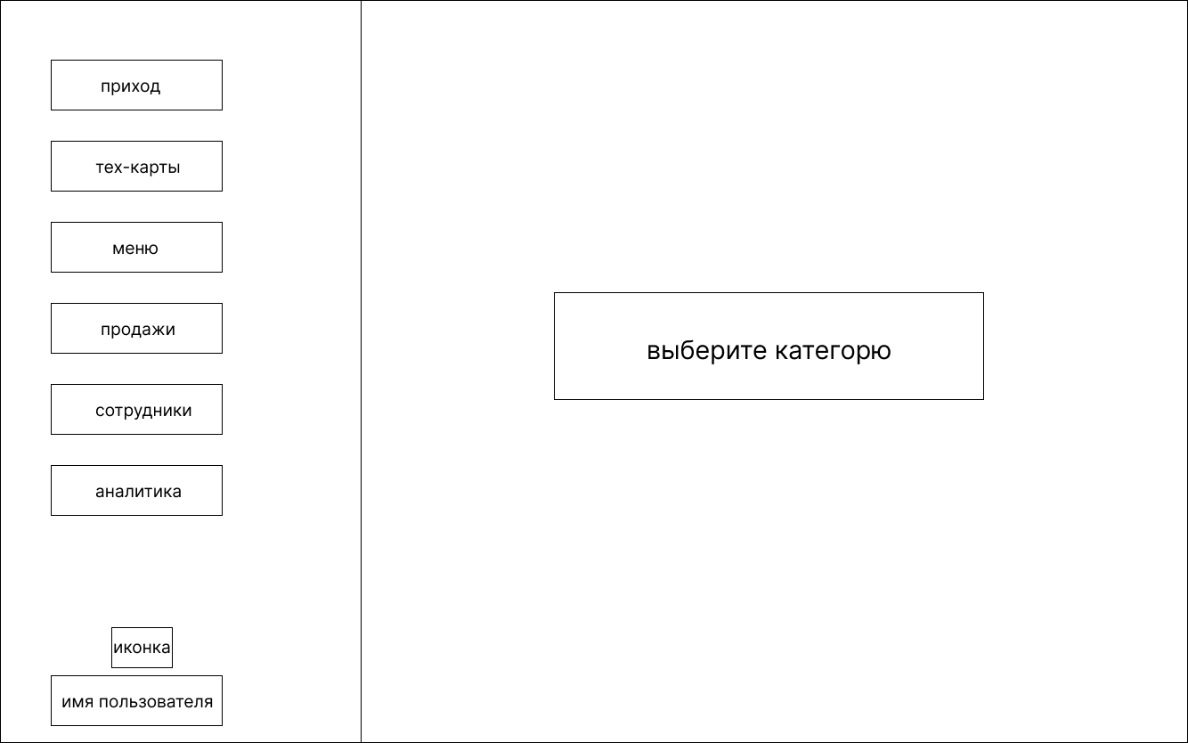 приход
тех-карты
меню
продажи
сотрудники
аналитика
иконка
имя пользователя
выберите категорю